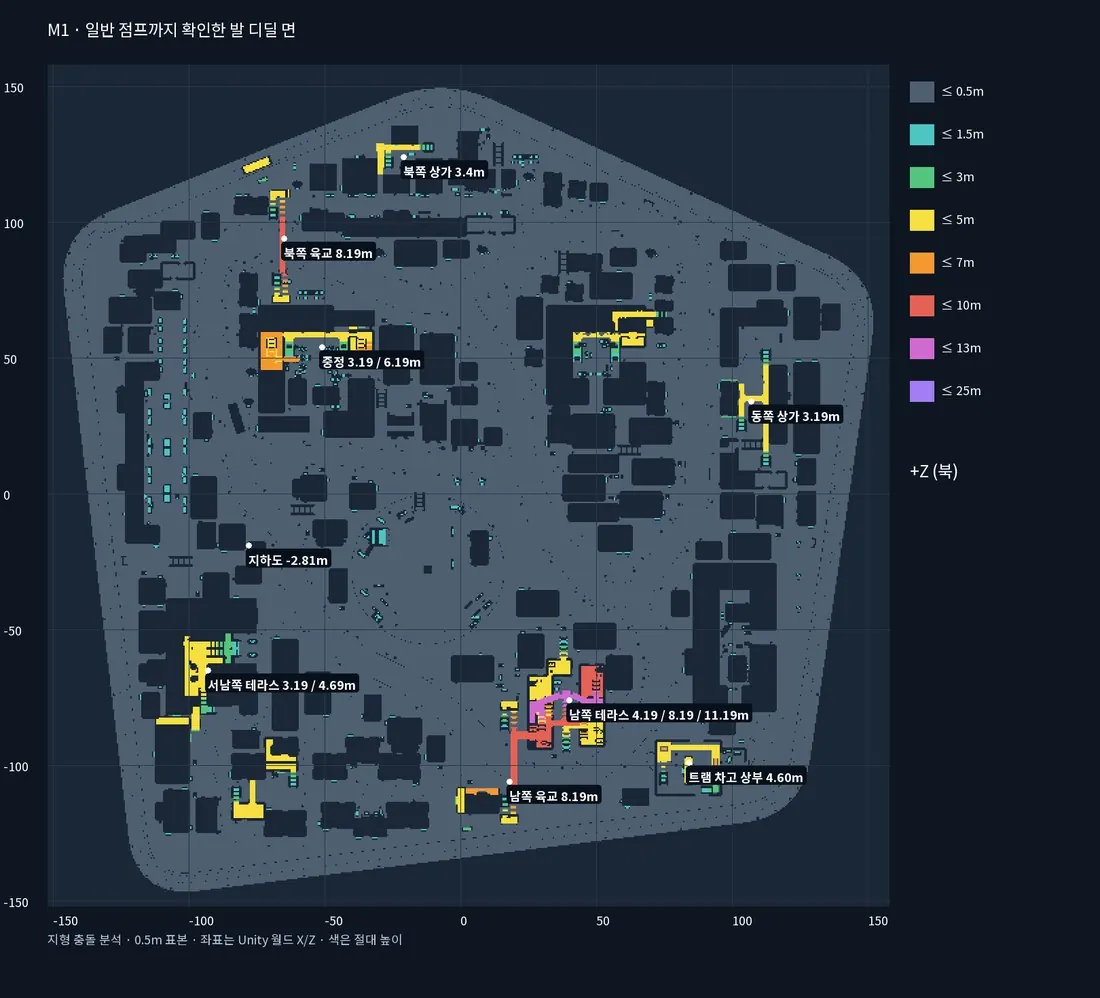 M1 · 일반 점프까지 확인한 발 디딜 면
150
100
50
0
-50
-100
-150
-150
-100
-50
0
50
100
150
북쪽 상가 3.4m
북쪽 육교 8.19m
중정 3.19 / 6.19m
동쪽 상가 3.19m
지하도 -2.81m
서남쪽 테라스 3.19 / 4.69m
남쪽 테라스 4.19 / 8.19 / 11.19m
트램 차고 상부 4.60m
남쪽 육교 8.19m
≤ 0.5m
≤ 1.5m
≤ 3m
≤ 5m
≤ 7m
≤ 10m
≤ 13m
≤ 25m
+Z (북)
지형 충돌 분석 · 0.5m 표본 · 좌표는 Unity 월드 X/Z · 색은 절대 높이